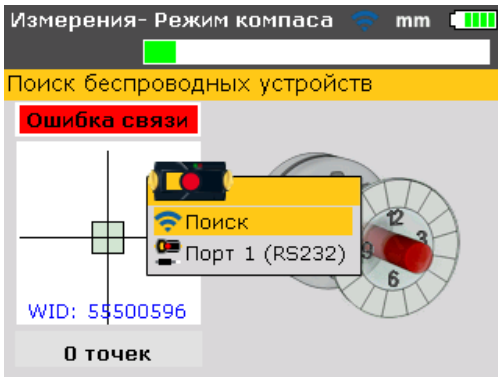 Измерения- Режим компаса mm
Поиск беспроводных устройств
Ошибка связи
Поиск
Порт 1 (RS232)
12
3
9
6
WID: 55500596
0 точек